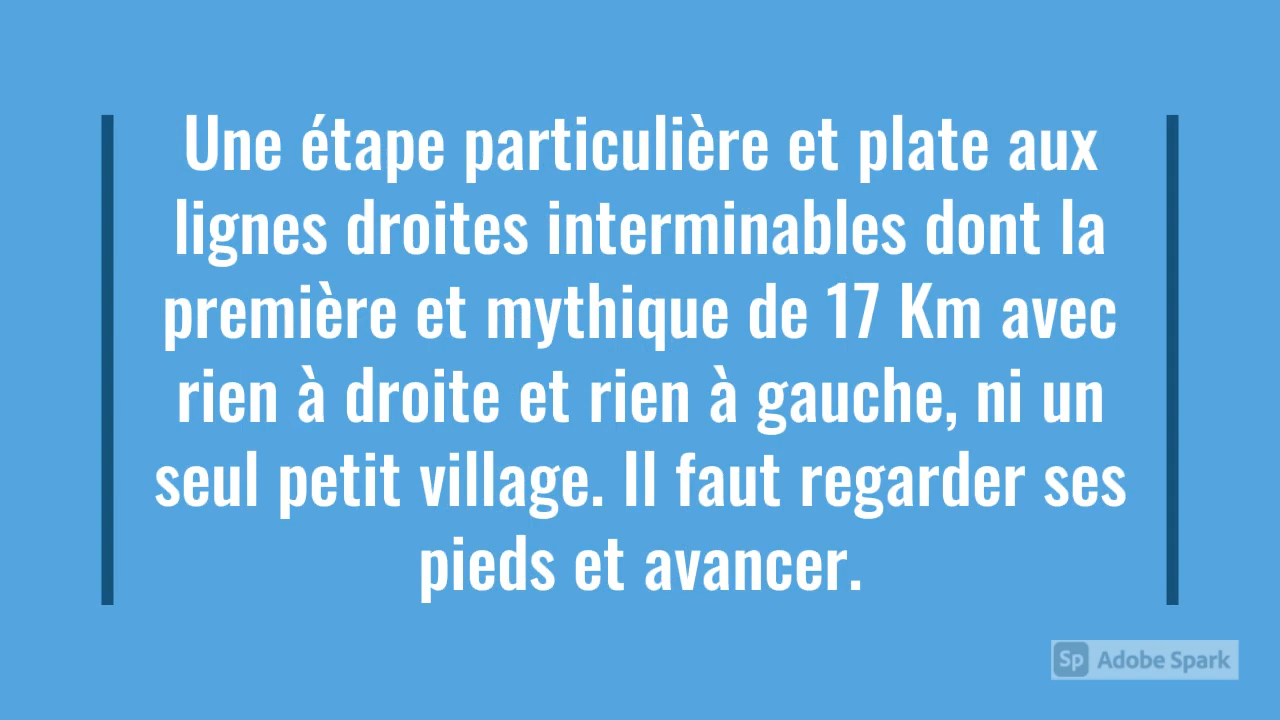 Une étape particulière et plate aux
lignes droites interminables dont la
première et mythique de 17 Km avec
rien à droite et rien à gauche, ni un
seul petit village. Il faut regarder ses
pieds et avancer.
Sp Adobe Spark